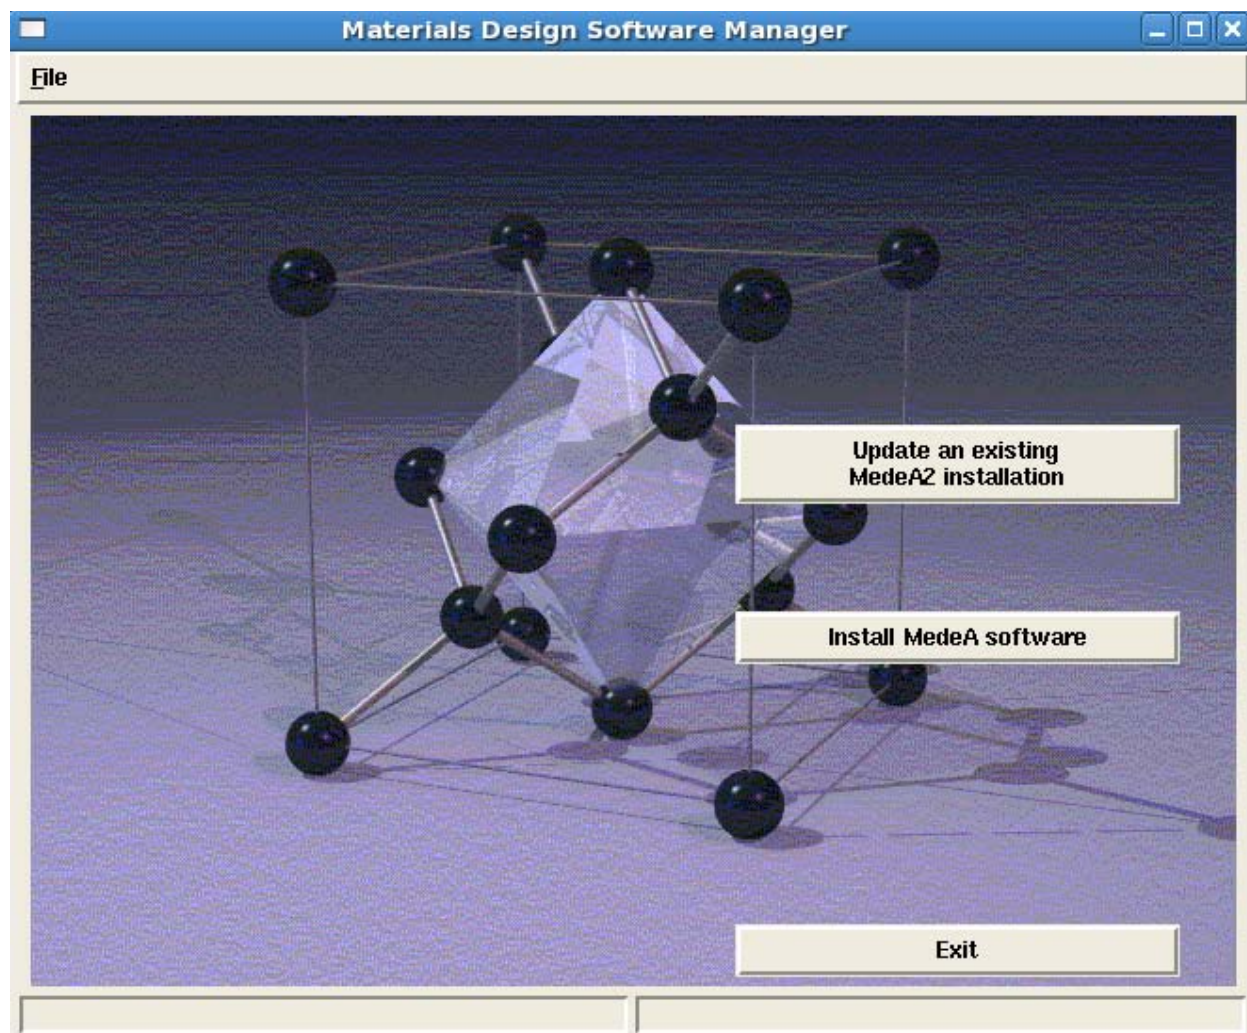 Materials Design Software Manager
File
Update an existing
MedeA2 installation
Install MedeA software
Exit